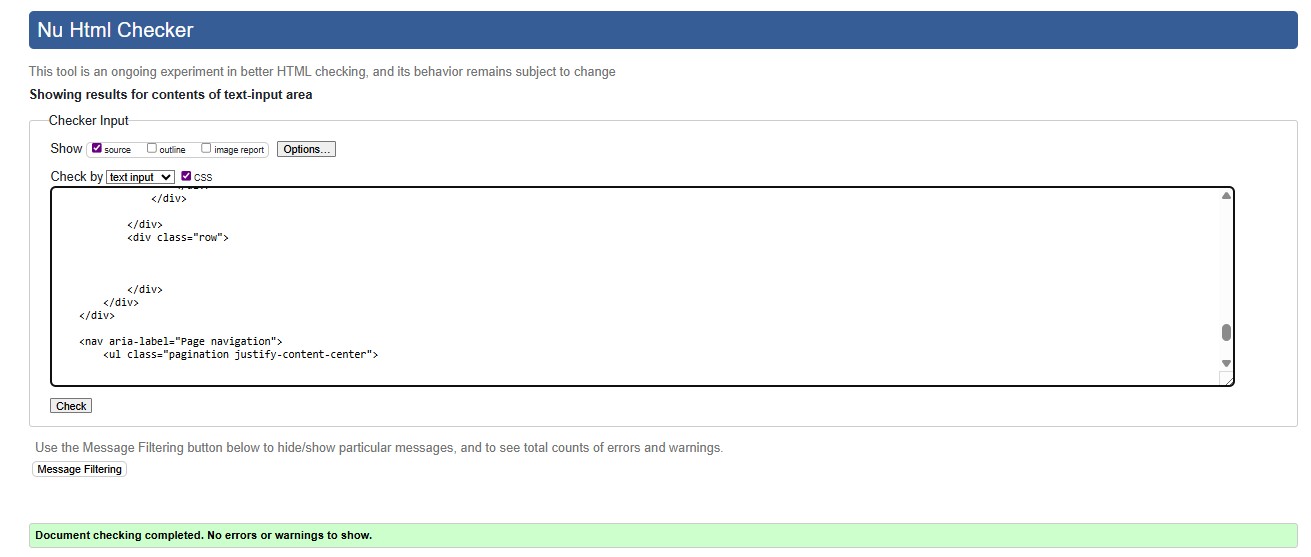 Nu Html Checker
This tool is an ongoing experiment in better HTML checking, and its behavior remains subject to change
Showing results for contents of text-input area
Checker Input
Show source outline image report Options...
Check by text input css
</div>
</div>
<div class="row">
</div>
</div>
</div>
<nav aria-label="Page navigation">
<ul class="pagination justify-content-center">
Check
Use the Message Filtering button below to hide/show particular messages, and to see total counts of errors and warnings.
Message Filtering
Document checking completed. No errors or warnings to show.